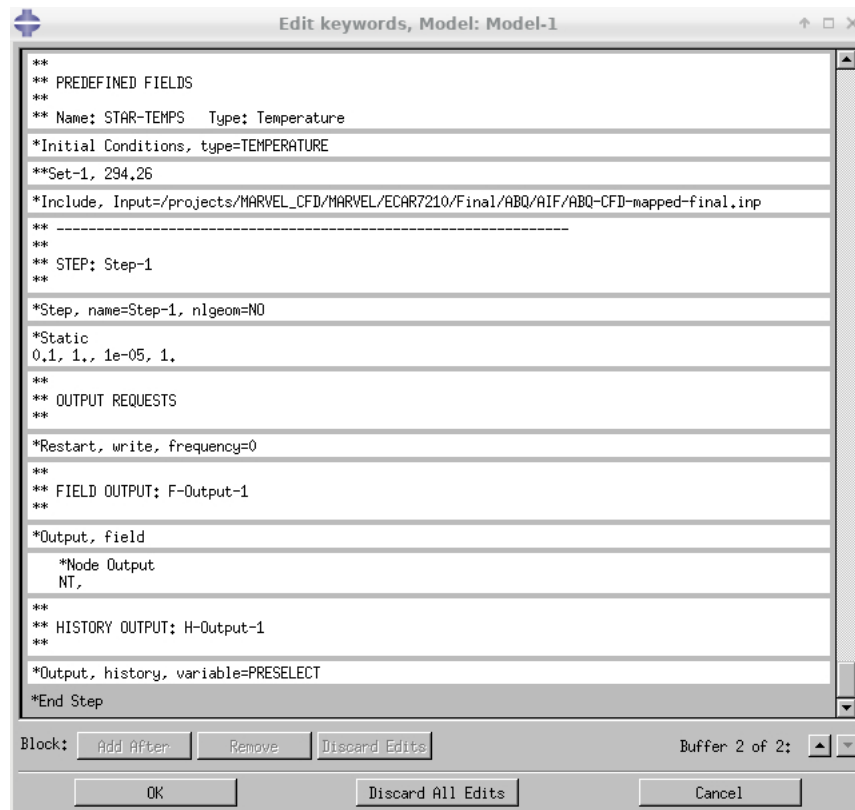 Edit keywords, Model: Model-1
**
** PREDEFINED FIELDS
**
** Name: STAR-TEMPS   Type: Temperature
*Initial Conditions, type=TEMPERATURE
**Set-1, 294.26
*Include, Input=/projects/MARVEL_CFD/MARVEL/ECAR7210/Final/ABQ/AIF/ABQ-CFD-mapped-final.inp
** ----------------------------------------------------------------
**
** STEP: Step-1
**
*Step, name=Step-1, nlgeom=NO
*Static
0.1, 1., 1e-05, 1.
**
** OUTPUT REQUESTS
**
*Restart, write, frequency=0
**
** FIELD OUTPUT: F-Output-1
**
*Output, field
*Node Output
NT,
**
** HISTORY OUTPUT: H-Output-1
**
*Output, history, variable=PRESELECT
*End Step
Block: Add After Remove Discard Edits Buffer 2 of 2:
OK Discard All Edits Cancel